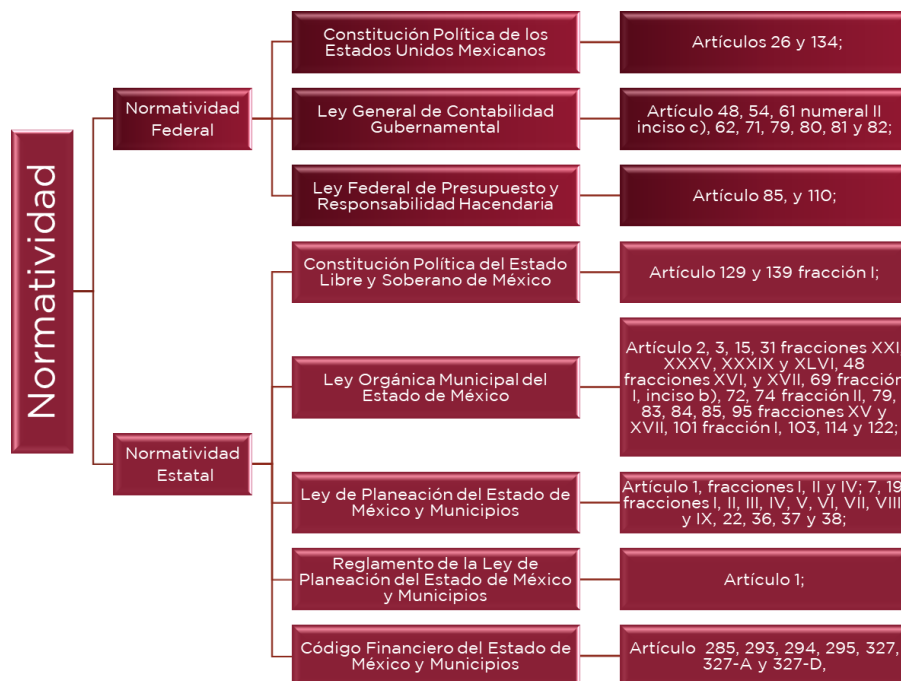 Normatividad
Normatividad
Federal
Constitución Política de los
Estados Unidos Mexicanos
Artículos 26 y 134;
Ley General de Contabilidad
Gubernamental
Artículo 48, 54, 61 numeral II
inciso c), 62, 71, 79, 80, 81 y 82;
Ley Federal de Presupuesto y
Responsabilidad Hacendaria
Artículo 85, y 110;
Normatividad
Estatal
Constitución Política del Estado
Libre y Soberano de México
Artículo 129 y 139 fracción I;
Ley Orgánica Municipal del
Estado de México
Artículo 2, 3, 15, 31 fracciones XXI,
XXXV, XXXIX y XLVI, 48
fracciones XVI, y XVII, 69 fracción
I, inciso b), 72, 74 fracción II, 79,
83, 84, 85, 95 fracciones XV y
XVII, 101 fracción I, 103, 114 y 122;
Ley de Planeación del Estado de
México y Municipios
Artículo 1, fracciones I, II y IV; 7, 19
fracciones I, II, III, IV, V, VI, VII, VIII
y IX, 22, 36, 37 y 38;
Reglamento de la Ley de
Planeación del Estado de México
y Municipios
Artículo 1;
Código Financiero del Estado de
México y Municipios
Artículo 285, 293, 294, 295, 327,
327-A y 327-D,